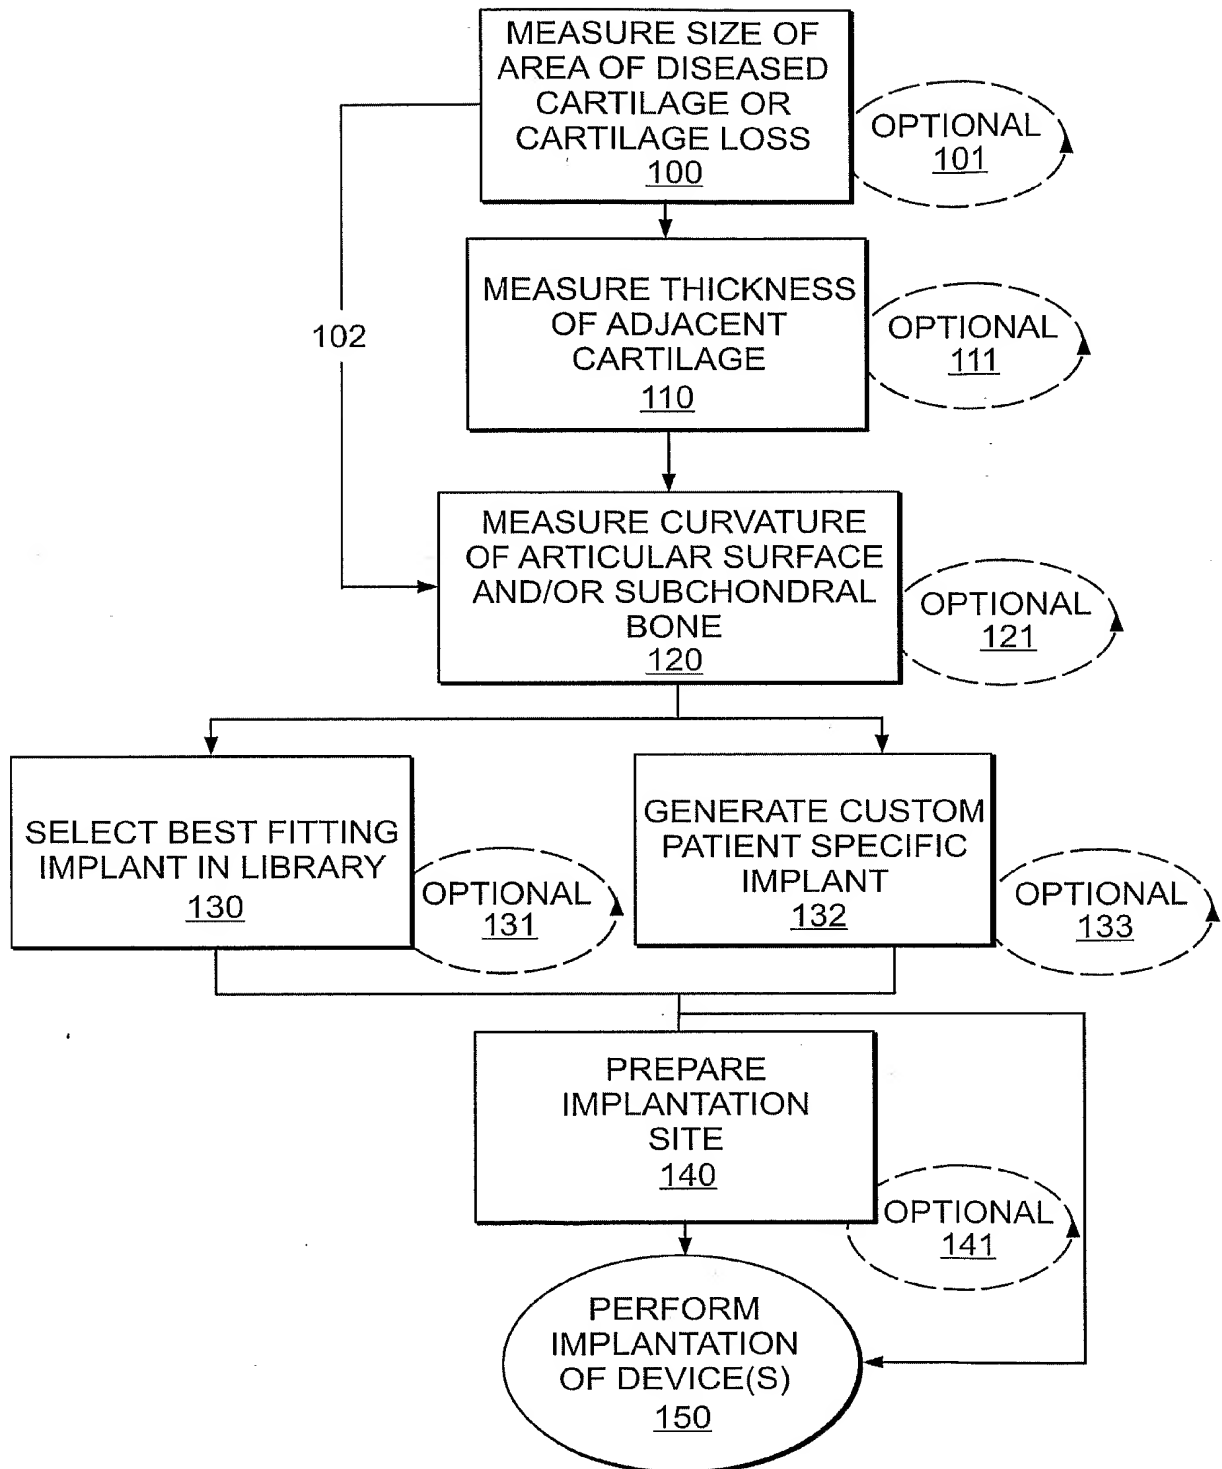 MEASURE SIZE OF
AREA OF DISEASED
CARTILAGE OR
CARTILAGE LOSS
100
OPTIONAL
101
102
MEASURE THICKNESS
OF ADJACENT
CARTILAGE
110
OPTIONAL
111
MEASURE CURVATURE
OF ARTICULAR SURFACE
AND/OR SUBCHONDRAL
BONE
120
OPTIONAL
121
SELECT BEST FITTING
IMPLANT IN LIBRARY
130
OPTIONAL
131
GENERATE CUSTOM
PATIENT SPECIFIC
IMPLANT
132
OPTIONAL
133
PREPARE
IMPLANTATION
SITE
140
OPTIONAL
141
PERFORM
IMPLANTATION
OF DEVICE(S)
150